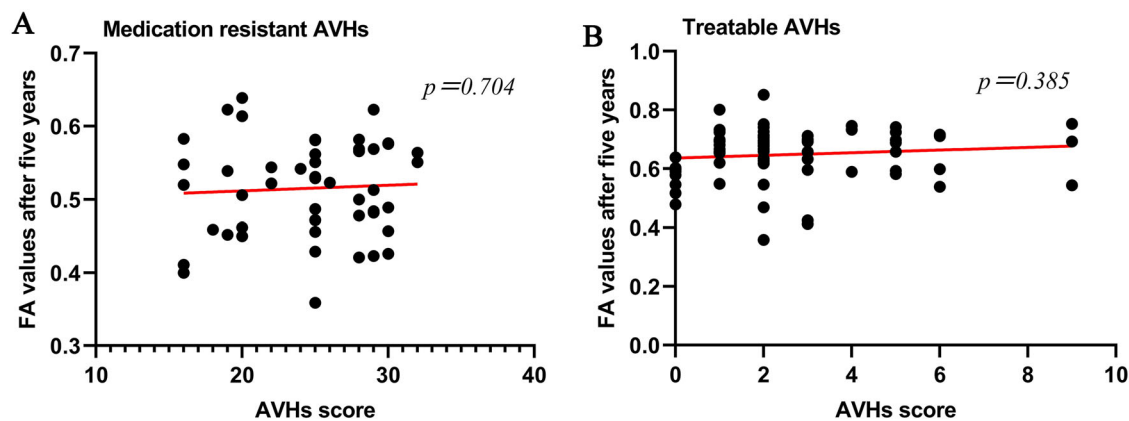 A
Medication resistant AVHs
FA values after five years
0.7
0.6
0.5
0.4
0.3
p=0.704
10
20
30
40
AVHs score
B
Treatable AVHs
FA values after five years
1.0
0.8
0.6
0.4
0.2
0.0
p=0.385
0
2
4
6
8
10
AVHs score